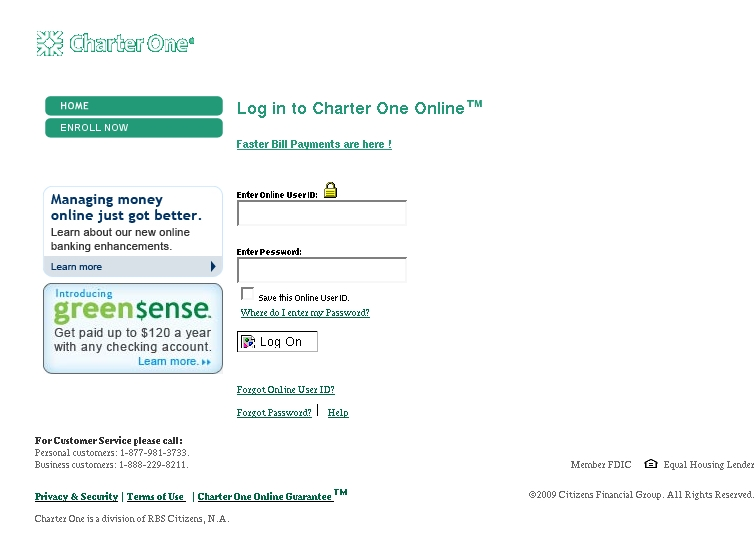 Charter One
HOME
ENROLL NOW
Log in to Charter One Online™
Faster Bill Payments are here !
Managing money
online just got better.
Learn about our new online
banking enhancements.
Learn more
Introducing
green$ense.
Get paid up to $120 a year
with any checking account.
Learn more.
Enter Online User ID:
Enter Pessword:
Save this Online User ID.
Where do I enter my Password?
Log On
Forgot Online User ID?
Forgot Password? | Help
For Customer Service please call:
Personal customers: 1-877-981-3733.
Business customers: 1-888-229-8211.
Member FDIC Equal Housing Lender
Privacy & Security | Terms of Use | Charter One Online Guarantee ™
©2009 Citizens Financial Group. All Rights Reserved.
Charter One is a division of RBS Citizens, N.A.